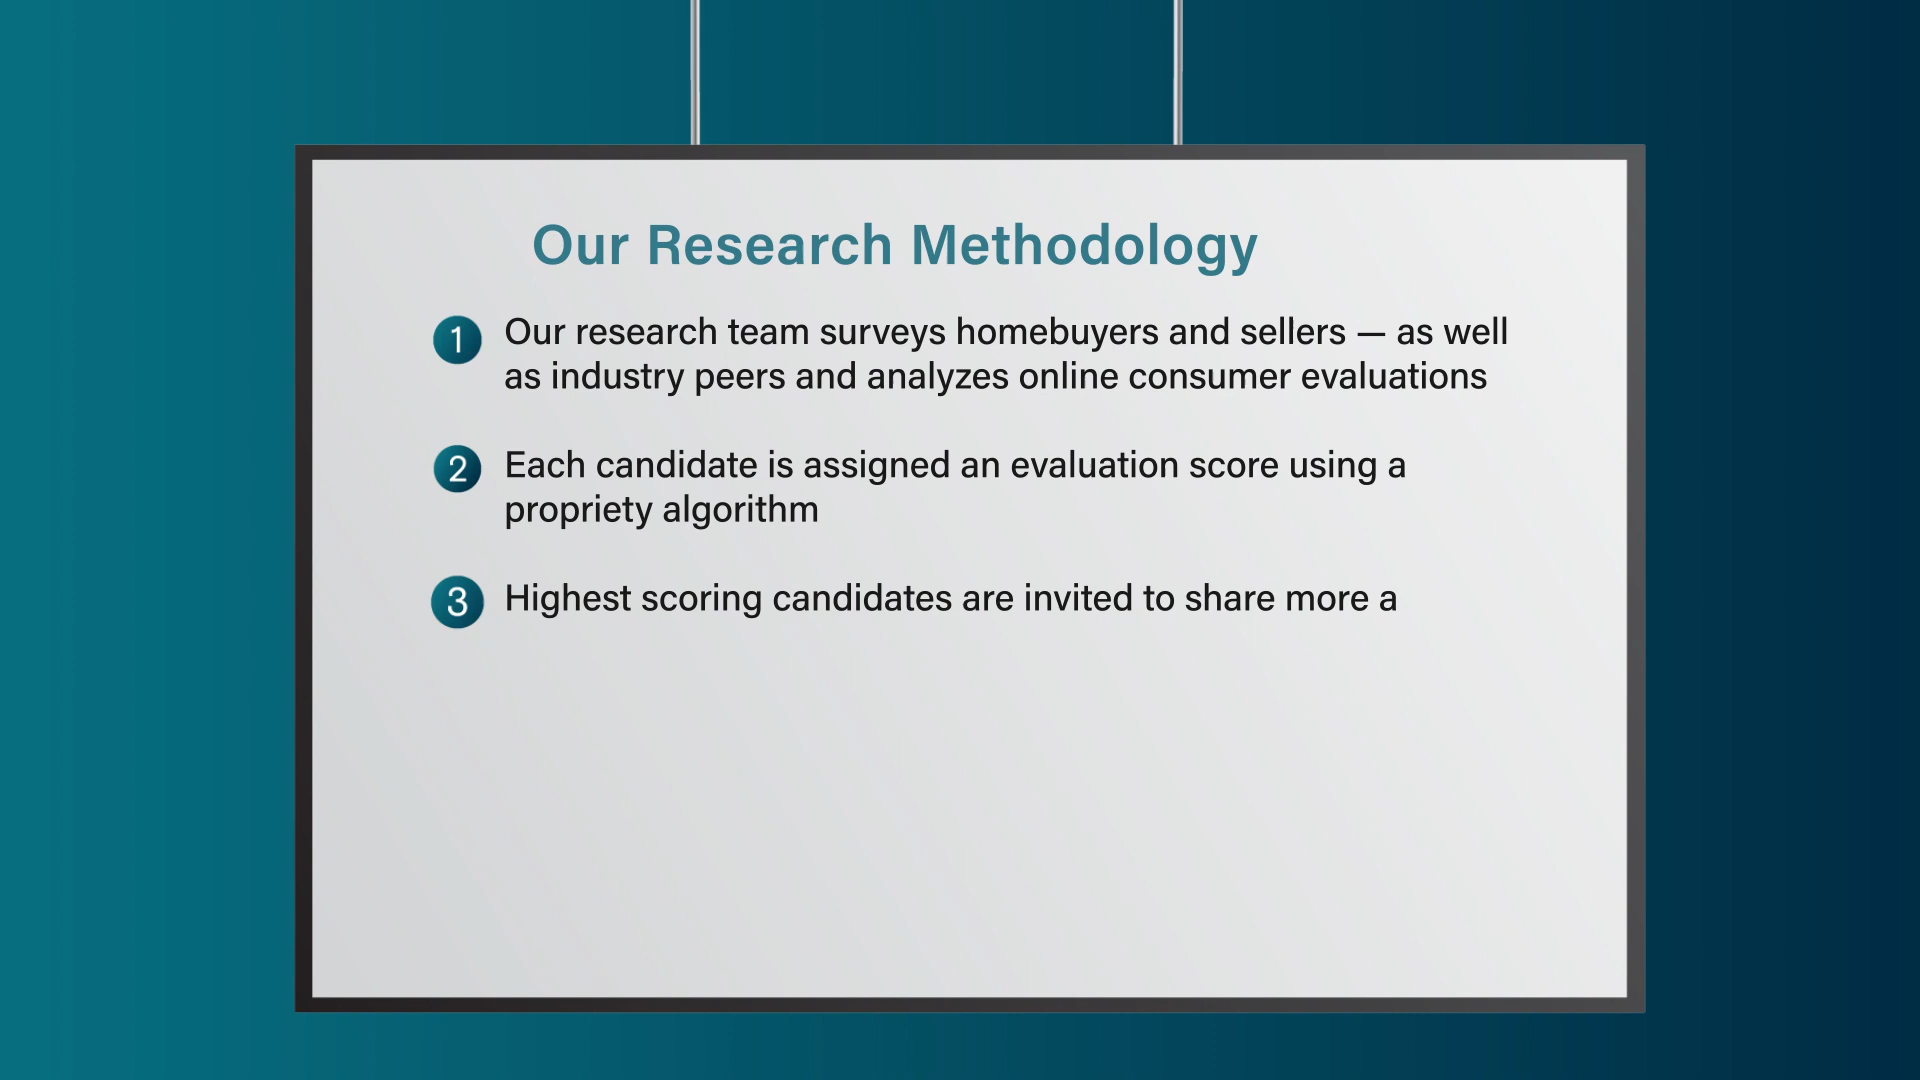 Our Research Methodology
1 Our research team surveys homebuyers and sellers — as well
as industry peers and analyzes online consumer evaluations
2 Each candidate is assigned an evaluation score using a
propriety algorithm
3 Highest scoring candidates are invited to share more a